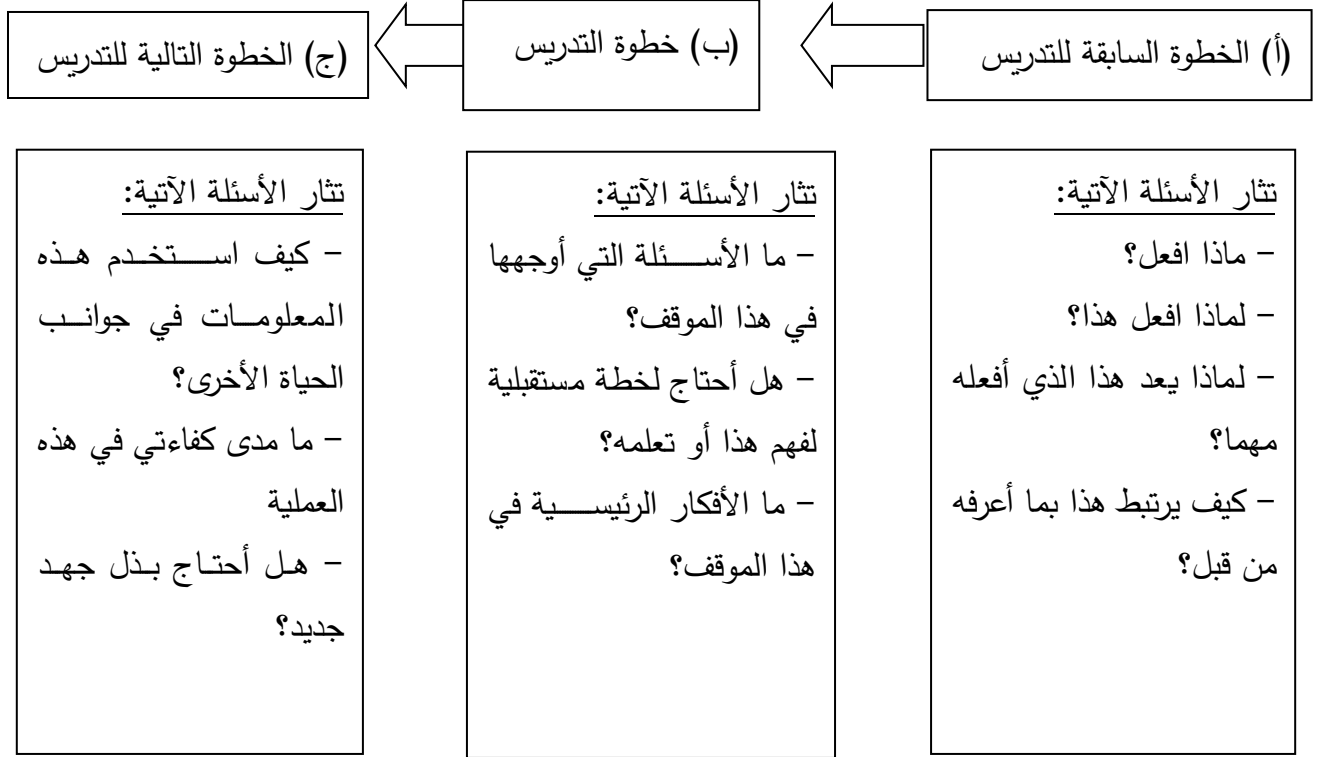 (أ) الخطوة السابقة للتدريس
(ب) خطوة التدريس
(ج) الخطوة التالية للتدريس
تثار الأسئلة الآتية:
– ماذا افعل؟
– لماذا افعل هذا؟
– لماذا يعد هذا الذي أفعله
مهما؟
– كيف يرتبط هذا بما أعرفه
من قبل؟
تثار الأسئلة الآتية:
– ما الأسئلة التي أوجهها
في هذا الموقف؟
– هل أحتاج لخطة مستقبلية
لفهم هذا أو تعلمه؟
– ما الأفكار الرئيسية في
هذا الموقف؟
تثار الأسئلة الآتية:
– كيف استخدم هذه
المعلومات في جوانب
الحياة الأخرى؟
– ما مدى كفاءتي في هذه
العملية
– هل أحتاج بذل جهد
جديد؟